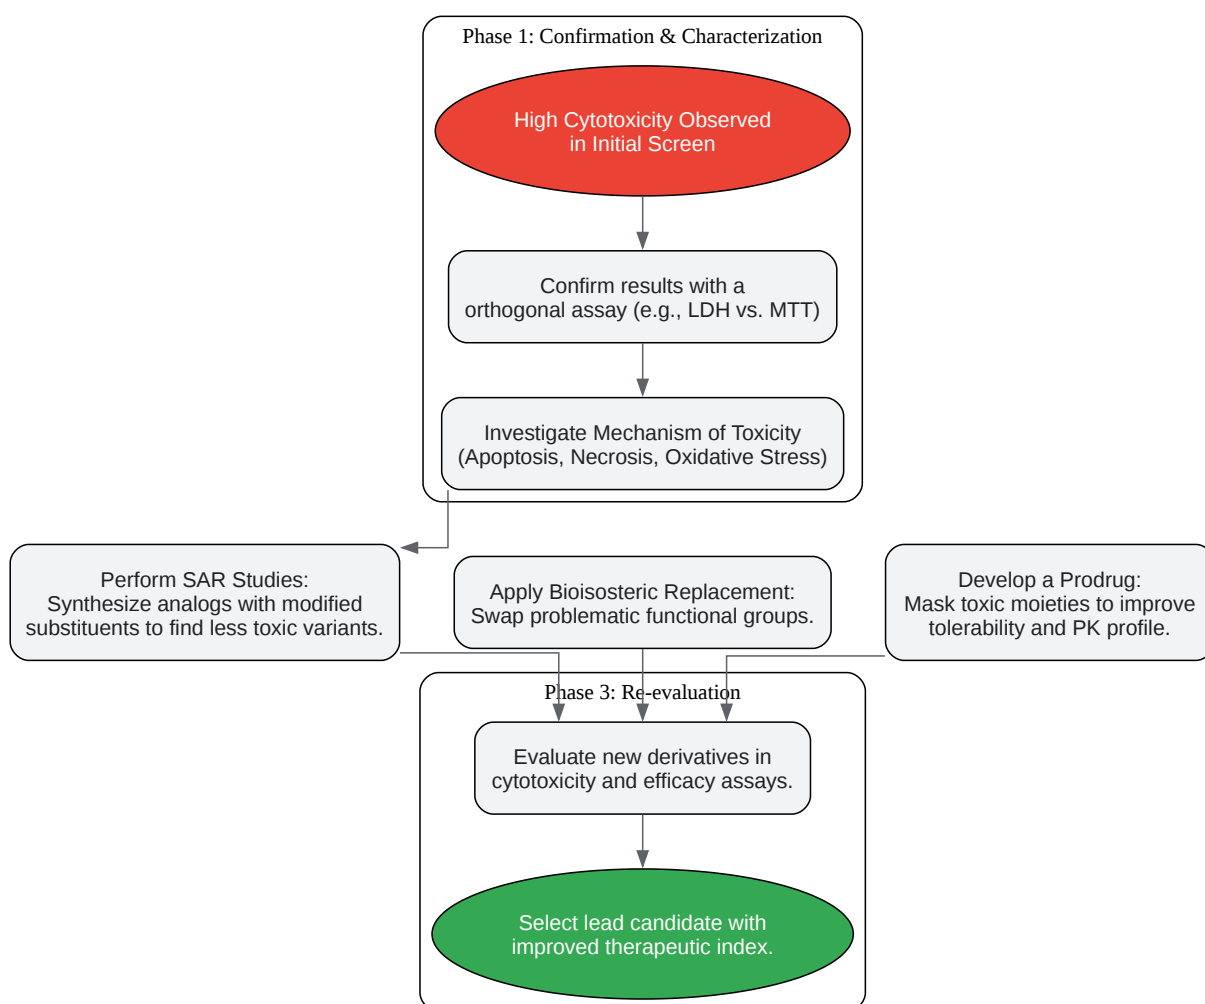 Phase 1: Confirmation & Characterization
High Cytotoxicity Observed
in Initial Screen
Confirm results with a
orthogonal assay (e.g., LDH vs. MTT)
Investigate Mechanism of Toxicity
(Apoptosis, Necrosis, Oxidative Stress)
Perform SAR Studies:
Synthesize analogs with modified
substituents to find less toxic variants.
Apply Bioisosteric Replacement:
Swap problematic functional groups.
Develop a Prodrug:
Mask toxic moieties to improve
tolerability and PK profile.
Phase 3: Re-evaluation
Evaluate new derivatives in
cytotoxicity and efficacy assays.
Select lead candidate with
improved therapeutic index.